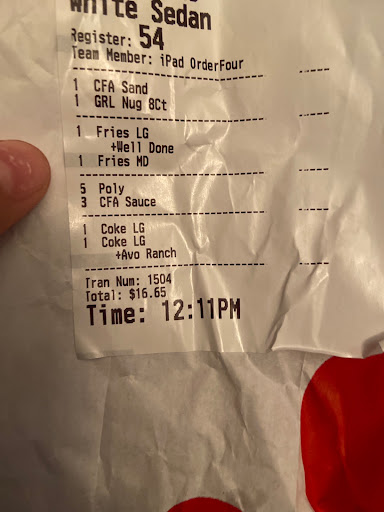 White Sedan
Register: 54
Team Member: iPad OrderFour
1 CFA Sand
1 GRL Nug 8Ct
1 Fries LG
+Well Done
1 Fries MD
5 Poly
3 CFA Sauce
1 Coke LG
1 Coke LG
+Avo Ranch
Tran Num: 1504
Total: $16.65
Time: 12:11PM